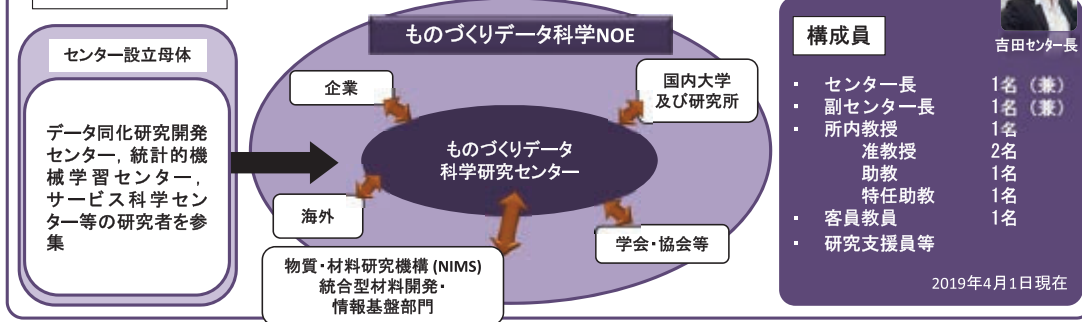 センター設立母体
データ同化研究開発
センター，統計的機
械学習センター，
サービス科学セン
ター等の研究者を参
集
ものづくりデータ科学NOE
企業
国内大学
及び研究所
ものづくりデータ
科学研究センター
海外
学会・協会等
物質・材料研究機構 (NIMS)
統合型材料開発・
情報基盤部門
構成員
吉田センター長
▪ センター長 1名（兼）
▪ 副センター長 1名（兼）
▪ 所内教授 1名
准教授 2名
助教 1名
特任助教 1名
▪ 客員教員 1名
▪ 研究支援員等
2019年4月1日現在